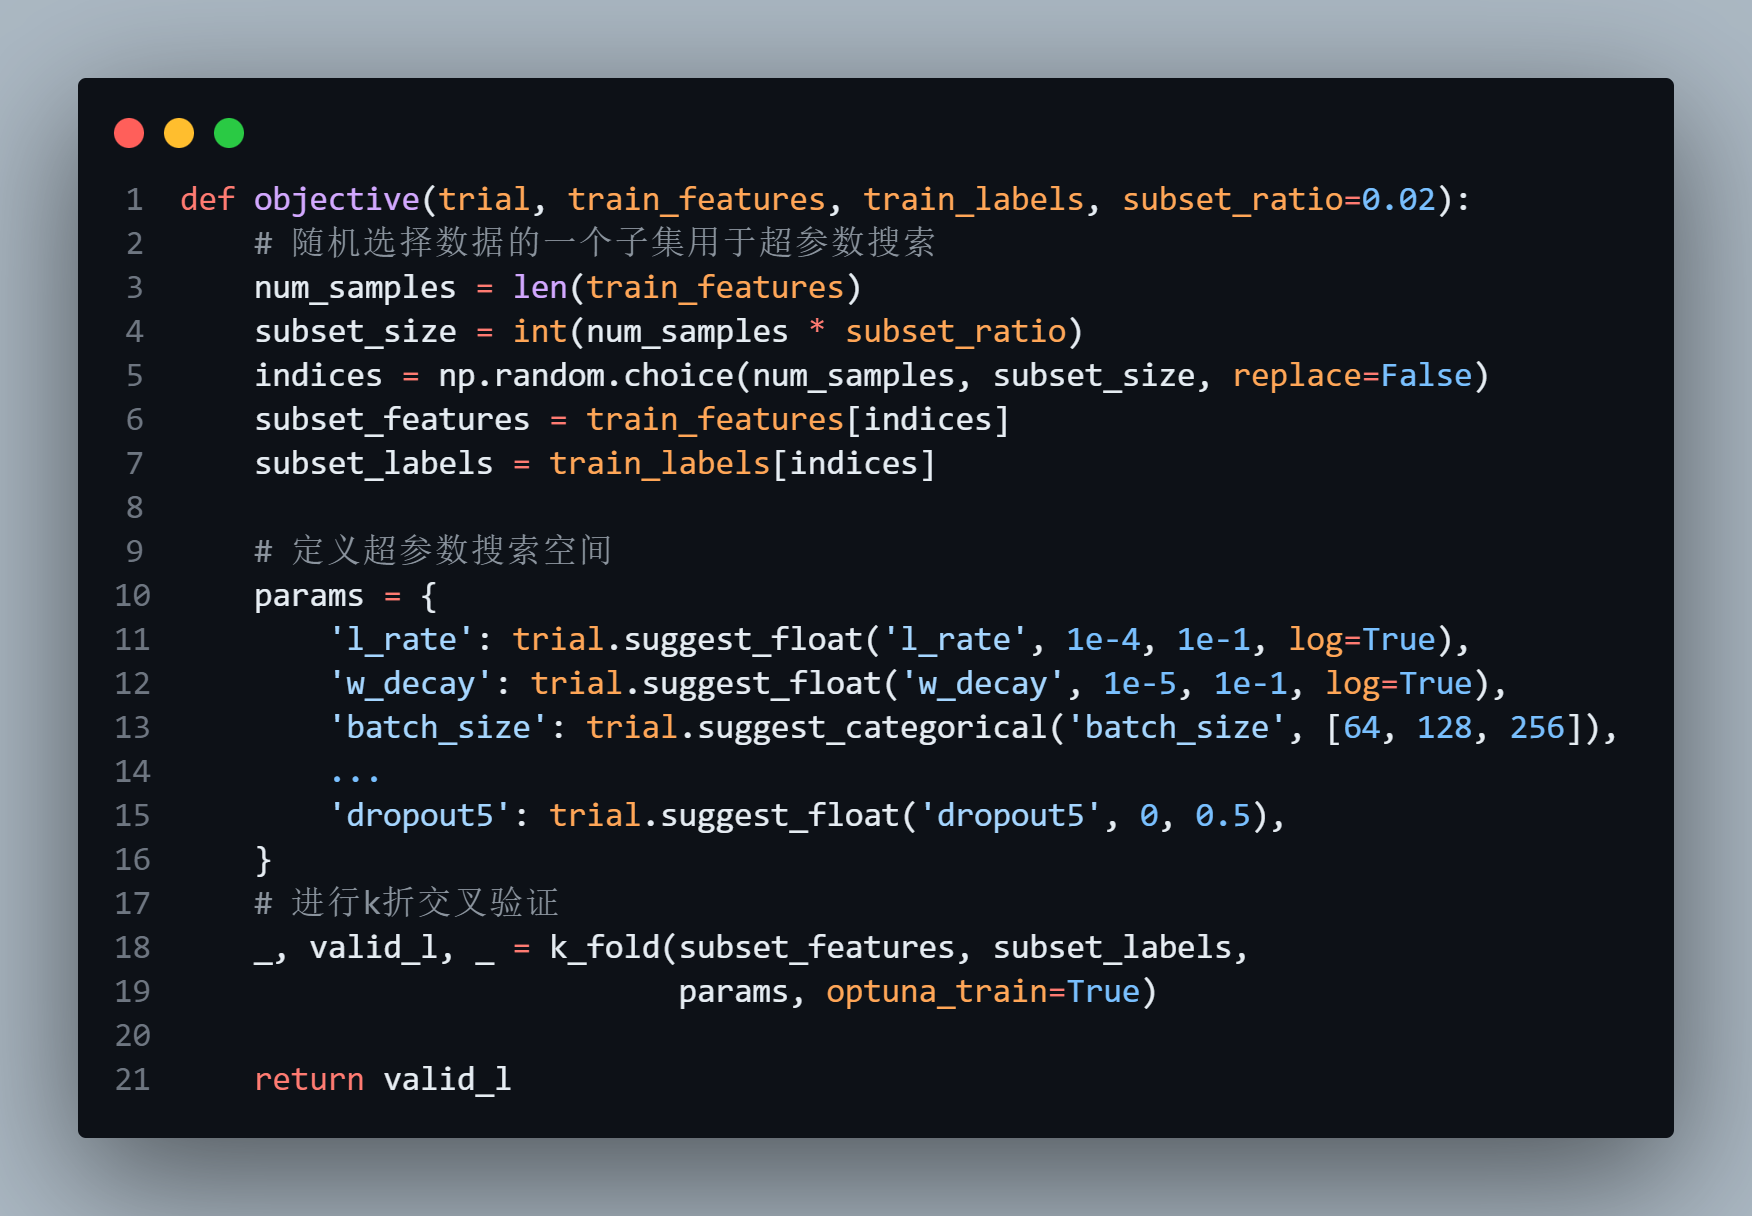 1 def objective(trial, train_features, train_labels, subset_ratio=0.02):
2     # 随机选择数据的一个子集用于超参数搜索
3     num_samples = len(train_features)
4     subset_size = int(num_samples * subset_ratio)
5     indices = np.random.choice(num_samples, subset_size, replace=False)
6     subset_features = train_features[indices]
7     subset_labels = train_labels[indices]
8
9     # 定义超参数搜索空间
10     params = {
11         'l_rate': trial.suggest_float('l_rate', 1e-4, 1e-1, log=True),
12         'w_decay': trial.suggest_float('w_decay', 1e-5, 1e-1, log=True),
13         'batch_size': trial.suggest_categorical('batch_size', [64, 128, 256]),
14         ...
15         'dropout5': trial.suggest_float('dropout5', 0, 0.5),
16     }
17     # 进行k折交叉验证
18     _, valid_l, _ = k_fold(subset_features, subset_labels,
19                            params, optuna_train=True)
20
21     return valid_l